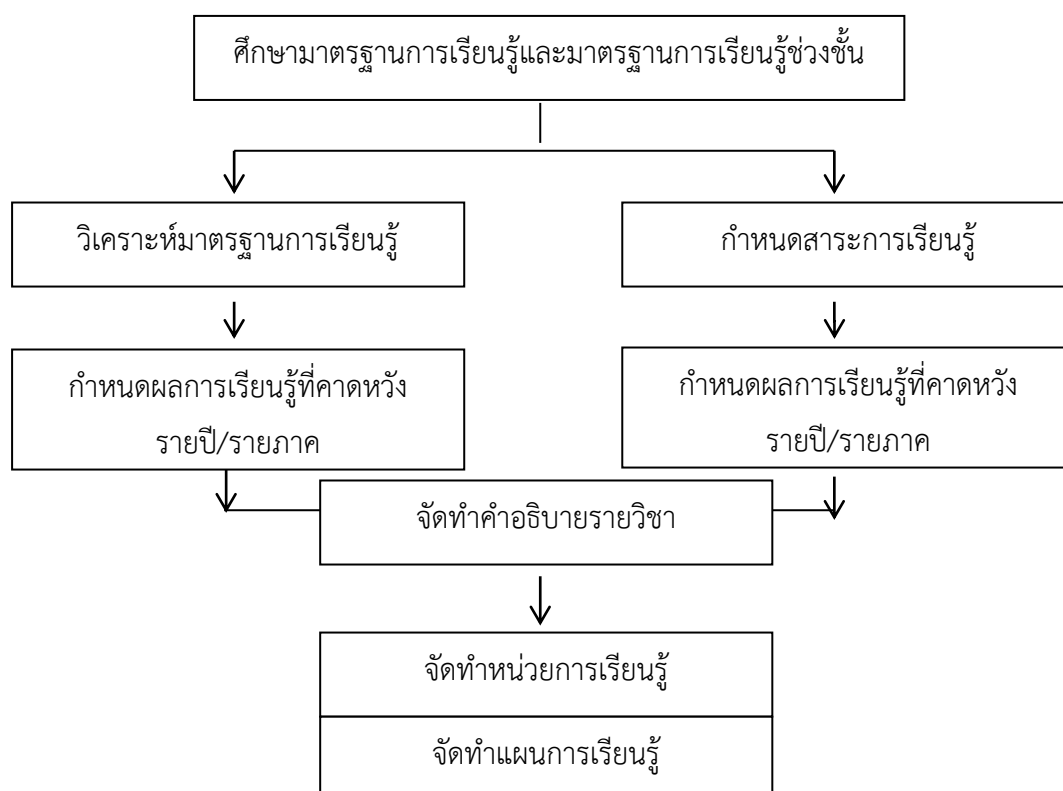 ศึกษามาตรฐานการเรียนรู้และมาตรฐานการเรียนรู้ช่วงชั้น
วิเคราะห์มาตรฐานการเรียนรู้
กำหนดสาระการเรียนรู้
กำหนดผลการเรียนรู้ที่คาดหวัง
รายปี/รายภาค
กำหนดผลการเรียนรู้ที่คาดหวัง
รายปี/รายภาค
จัดทำคำอธิบายรายวิชา
จัดทำหน่วยการเรียนรู้
จัดทำแผนการเรียนรู้